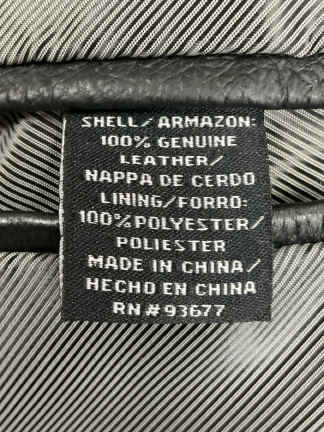 SHELL/ARMAZON:
100% GENUINE
LEATHER/
NAPPA DE CERDO
LINING/FORRO:
100% POLYESTER/
POLIESTER
MADE IN CHINA/
HECHO EN CHINA
RN#93677